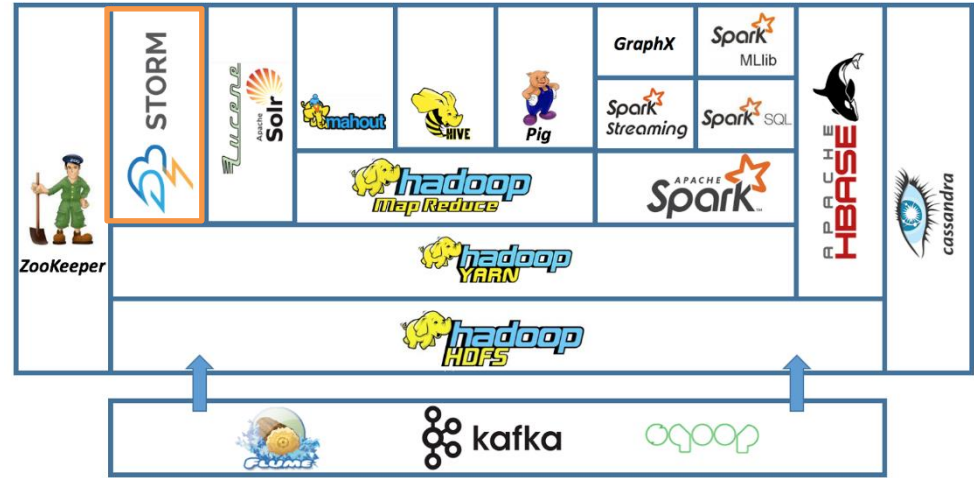 ZooKeeper
STORM
Lucene
Apache
Solr
mahout
HIVE
Pig
GraphX
Spark
MLlib
Spark
Streaming
Spark SQL
hadoop
Map Reduce
APACHE
Spark™
APACHE
HBASE
cassandra
hadoop
YARN
hadoop
HDFS
FLUME
kafka
sqoop